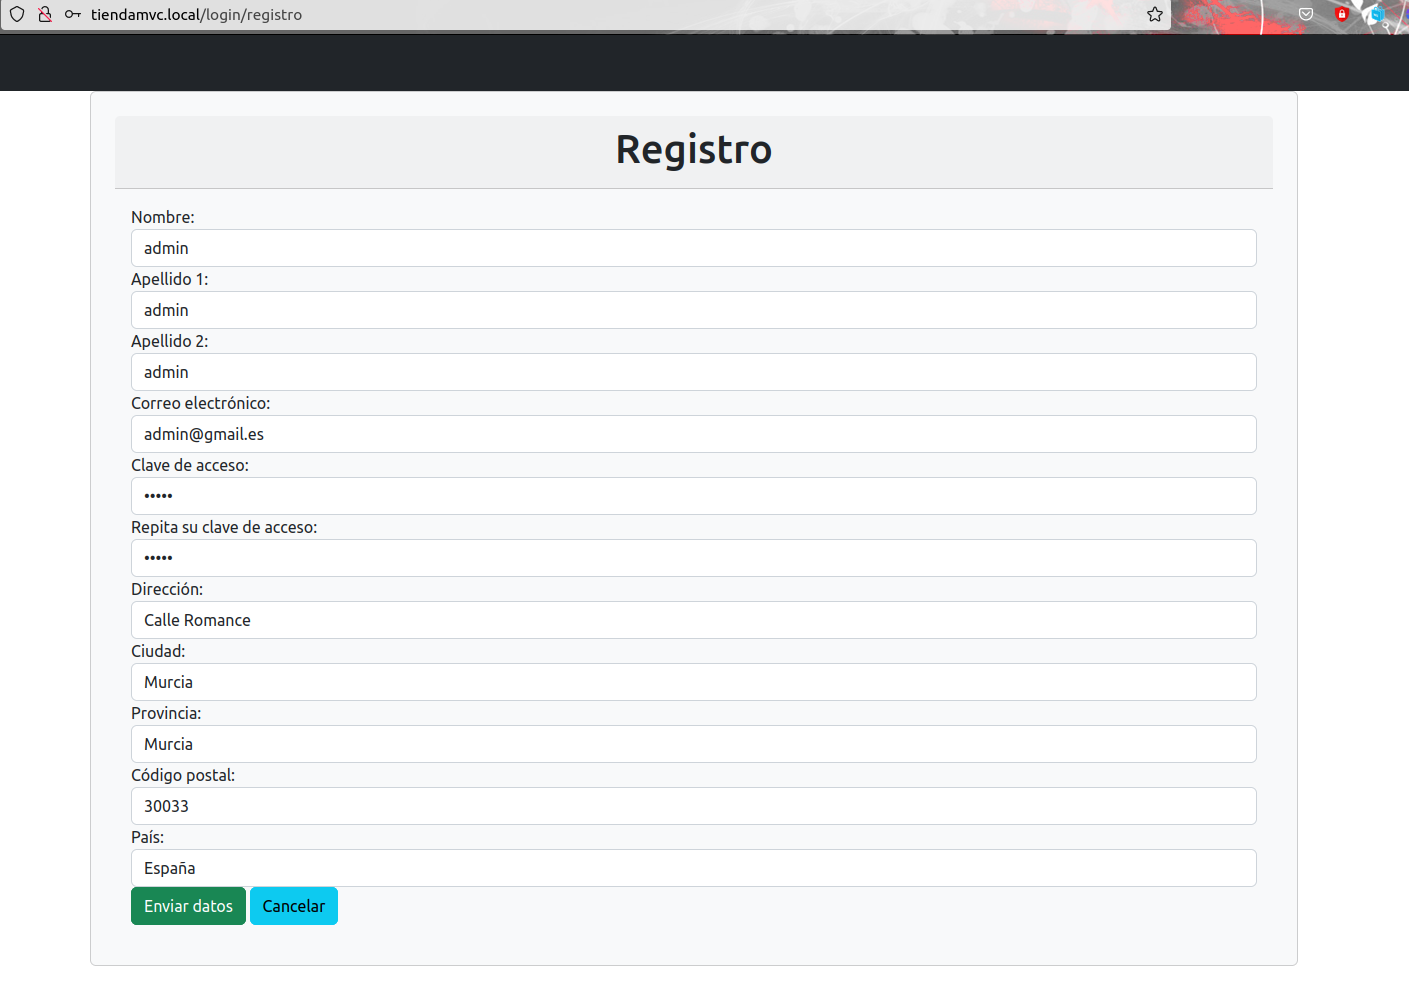 tiendamvc.local/login/registro
Registro
Nombre:
admin
Apellido 1:
admin
Apellido 2:
admin
Correo electrónico:
admin@gmail.es
Clave de acceso:
•••••
Repita su clave de acceso:
•••••
Dirección:
Calle Romance
Ciudad:
Murcia
Provincia:
Murcia
Código postal:
30033
País:
España
Enviar datos Cancelar